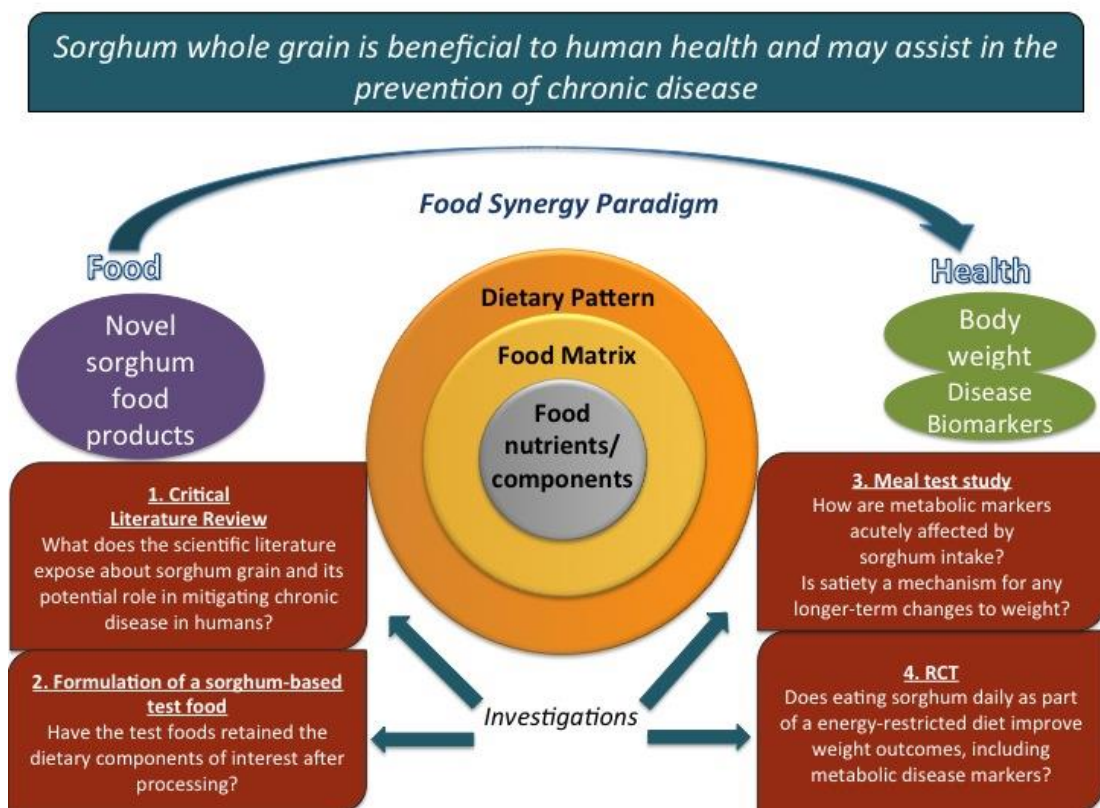 Sorghum whole grain is beneficial to human health and may assist in the
prevention of chronic disease
Food Synergy Paradigm
Food
Health
Novel
sorghum
food
products
Dietary Pattern
Food Matrix
Food
nutrients/
components
Body
weight
Disease
Biomarkers
1. Critical
Literature Review
What does the scientific literature
expose about sorghum grain and its
potential role in mitigating chronic
disease in humans?
2. Formulation of a sorghum-based
test food
Have the test foods retained the
dietary components of interest after
processing?
Investigations
3. Meal test study
How are metabolic markers
acutely affected by
sorghum intake?
Is satiety a mechanism for any
longer-term changes to weight?
4. RCT
Does eating sorghum daily as part
of a energy-restricted diet improve
weight outcomes, including
metabolic disease markers?